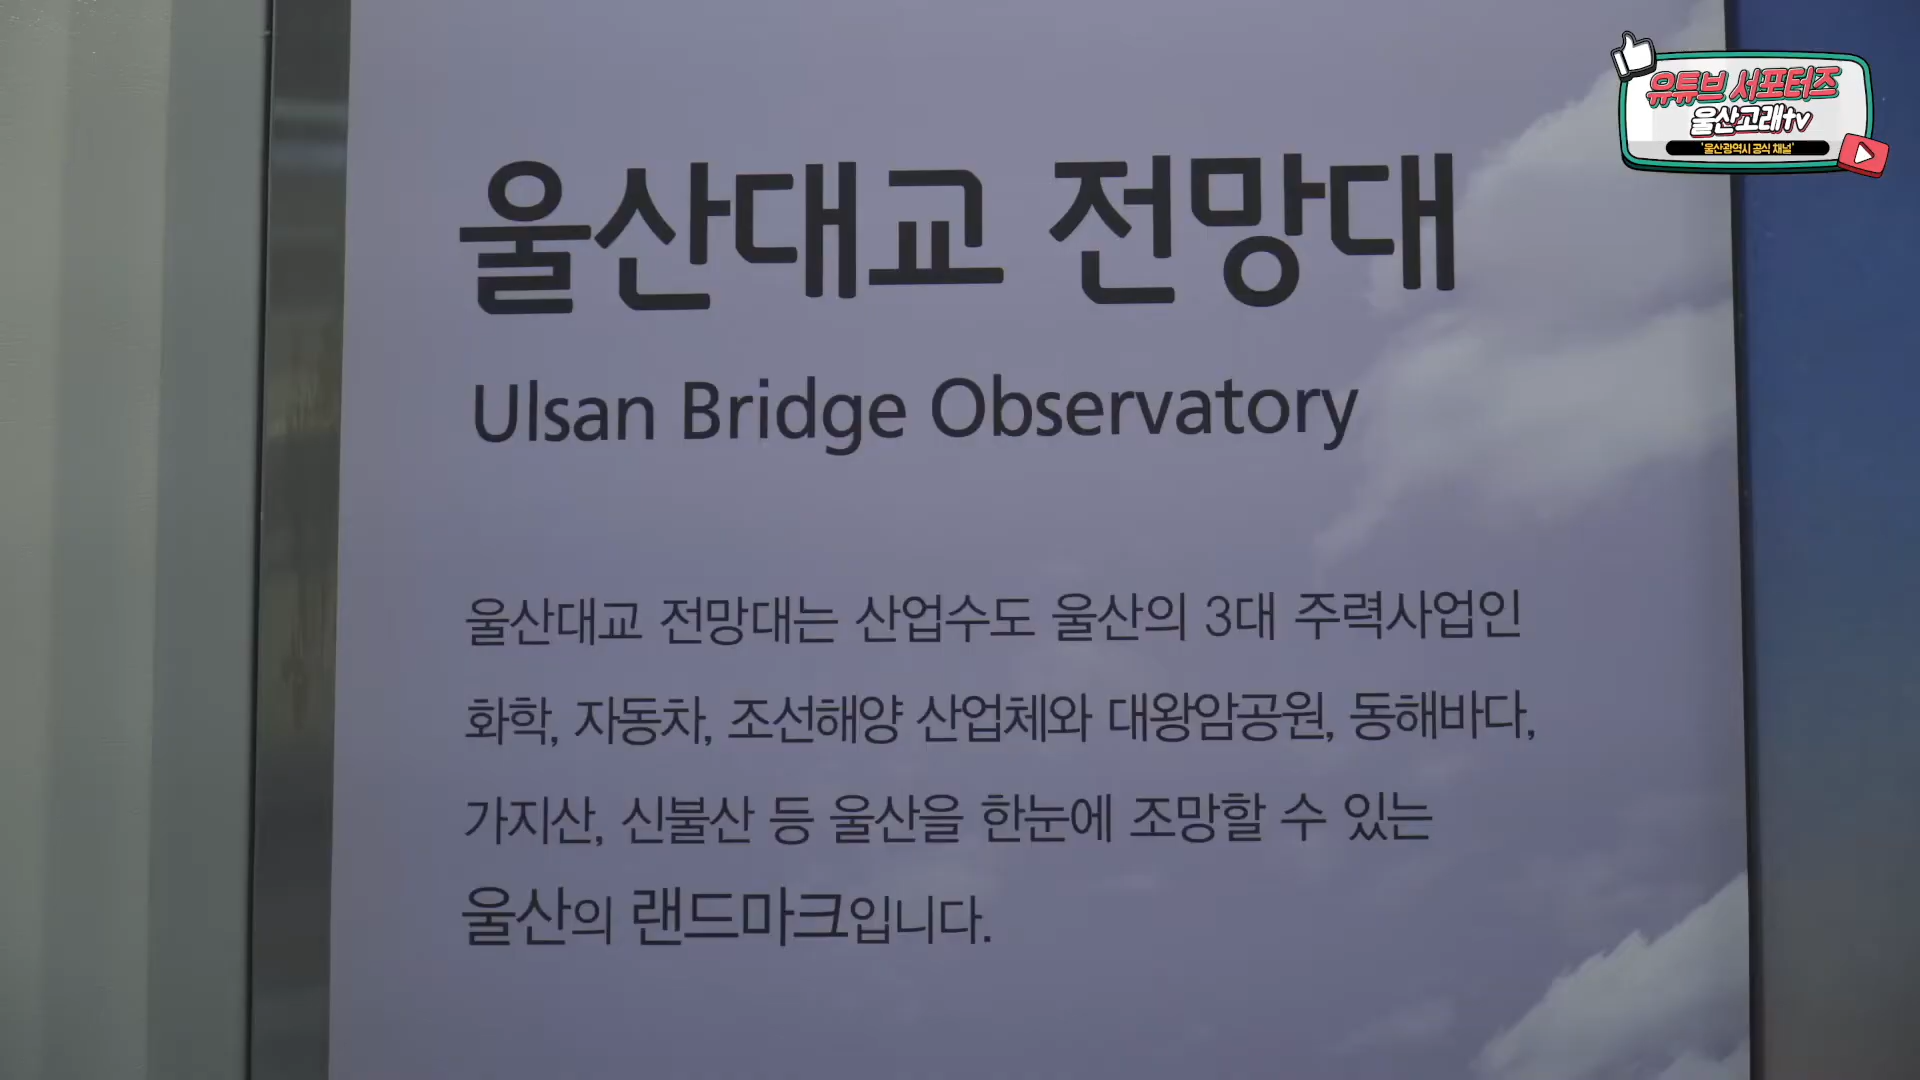 유튜브 서포터즈
울산고래tv
'울산광역시 공식 채널'
울산대교 전망대
Ulsan Bridge Observatory
울산대교 전망대는 산업수도 울산의 3대 주력사업인
화학, 자동차, 조선해양 산업체와 대왕암공원, 동해바다,
가지산, 신불산 등 울산을 한눈에 조망할 수 있는
울산의 랜드마크입니다.